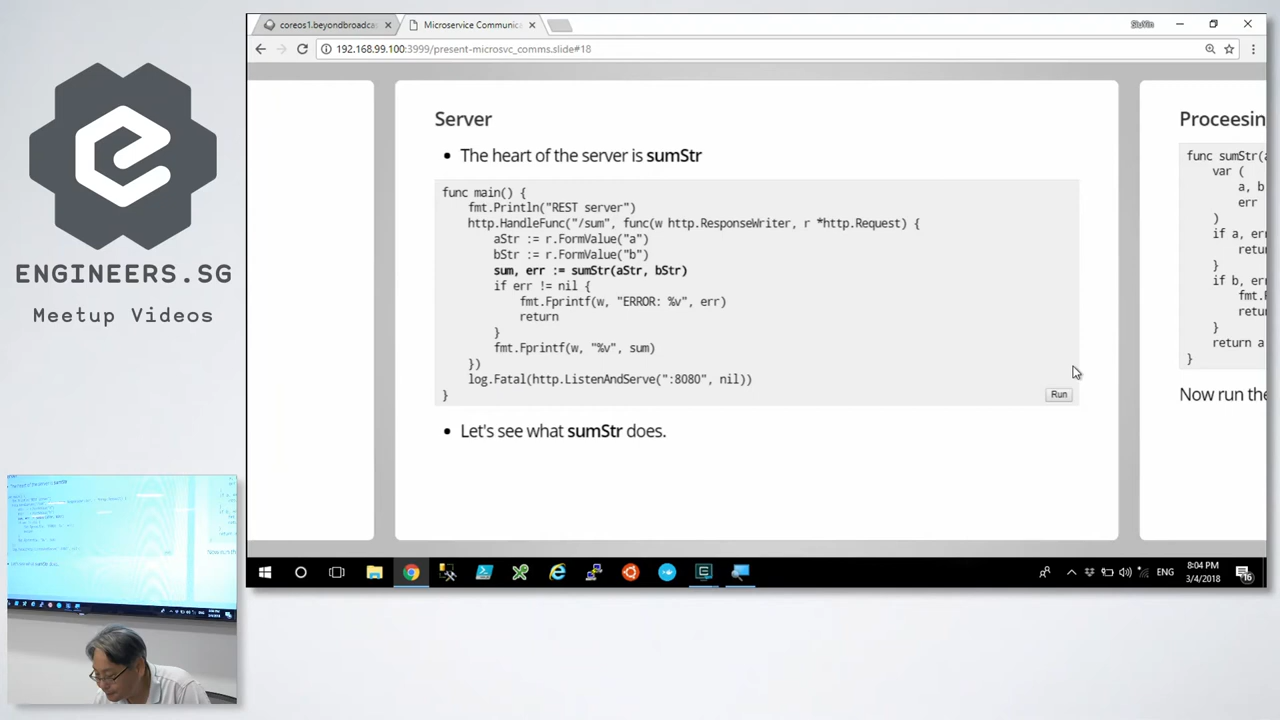 coreos1.beyondbroadcas
Microservice Communica
SiuYin
192.168.99.100:3999/present-microsvc_comms.slide#18
ENGINEERS.SG
Meetup Videos
Server
The heart of the server is sumStr
func main() {
fmt.Println("REST server")
http.HandleFunc("/sum", func(w http.ResponseWriter, r *http.Request) {
aStr := r.FormValue("a")
bStr := r.FormValue("b")
sum, err := sumStr(aStr, bStr)
if err != nil {
fmt.Fprintf(w, "ERROR: %v", err)
return
}
fmt.Fprintf(w, "%v", sum)
})
log.Fatal(http.ListenAndServe(":8080", nil))
}
Run
Let's see what sumStr does.
Proceesin
func sumStr(a
var (
a, b
err
)
if a, er
retur
}
if b, er
fmt.F
retur
}
return a
}
Now run the
ENG
8:04 PM
3/4/2018
16